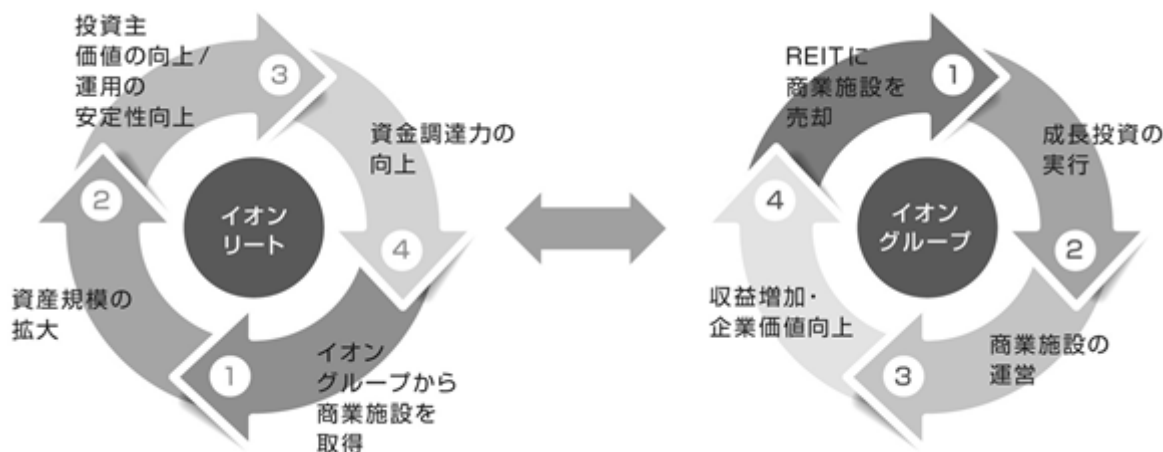 投資主
価値の向上/
運用の
安定性向上
③
資金調達力の
向上
④
イオン
グループから
商業施設を
取得
①
資産規模の
拡大
②
イオン
リート
REITに
商業施設を
売却
①
成長投資の
実行
②
商業施設の
運営
③
収益増加・
企業価値向上
④
イオン
グループ